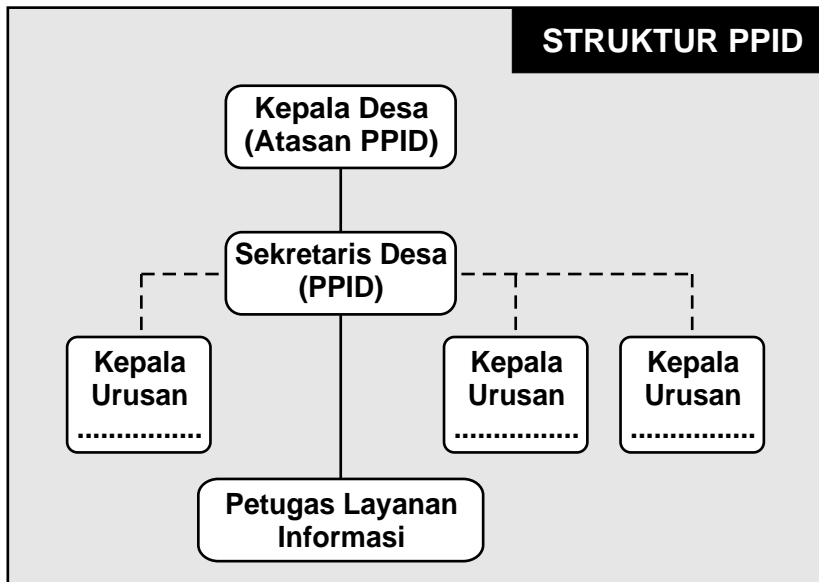 STRUKTUR PPID
Kepala Desa
(Atasan PPID)
Sekretaris Desa
(PPID)
Kepala
Urusan
................
Kepala
Urusan
................
Kepala
Urusan
................
Petugas Layanan
Informasi